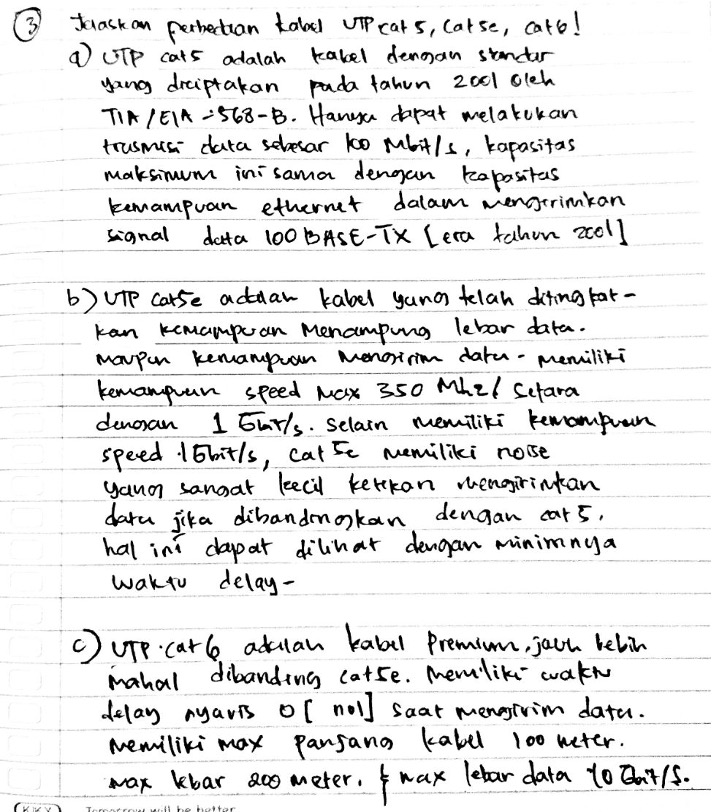 3 Jelaskan perbedaan kabel UTP cat5, Cat5e, cat6!
a) UTP cat5 adalah kabel dengan standar
yang diciptakan pada tahun 2001 oleh
TIA/EIA-568-B. Hanya dapat melakukan
trusmisi data sebesar 100 Mbit/s, kapasitas
maksimum ini sama dengan kapasitas
kemampuan ethernet dalam mengirimkan
signal data 100 BASE-TX [era tahun 2001]
b) UTP Cat5e adalah kabel yang telah ditingkat-
kan kemampuan Menampung lebar data.
maupun kemampuan mengirim data - memiliki
kemampuan speed max 350 Mhz/ Setara
dengan 1 Gbit/s. Selain memiliki kemampuan
speed 1Gbit/s, cat 5e memiliki noise
yang sangat kecil ketikan mengirimkan
data jika dibandingkan dengan cat5.
hal ini dapat dilihat dengan minimnya
waktu delay-
c) UTP cat6 adalah kabel Premium, jauh lebih
mahal dibanding cat5e. Memiliki waktu
delay nyaris 0 [nol] saat mengirim data.
Memiliki max panjang kabel 100 meter.
max lebar 200 meter. & max lebar data 10 Gbit/s.
KIKY Tomorrow will be better